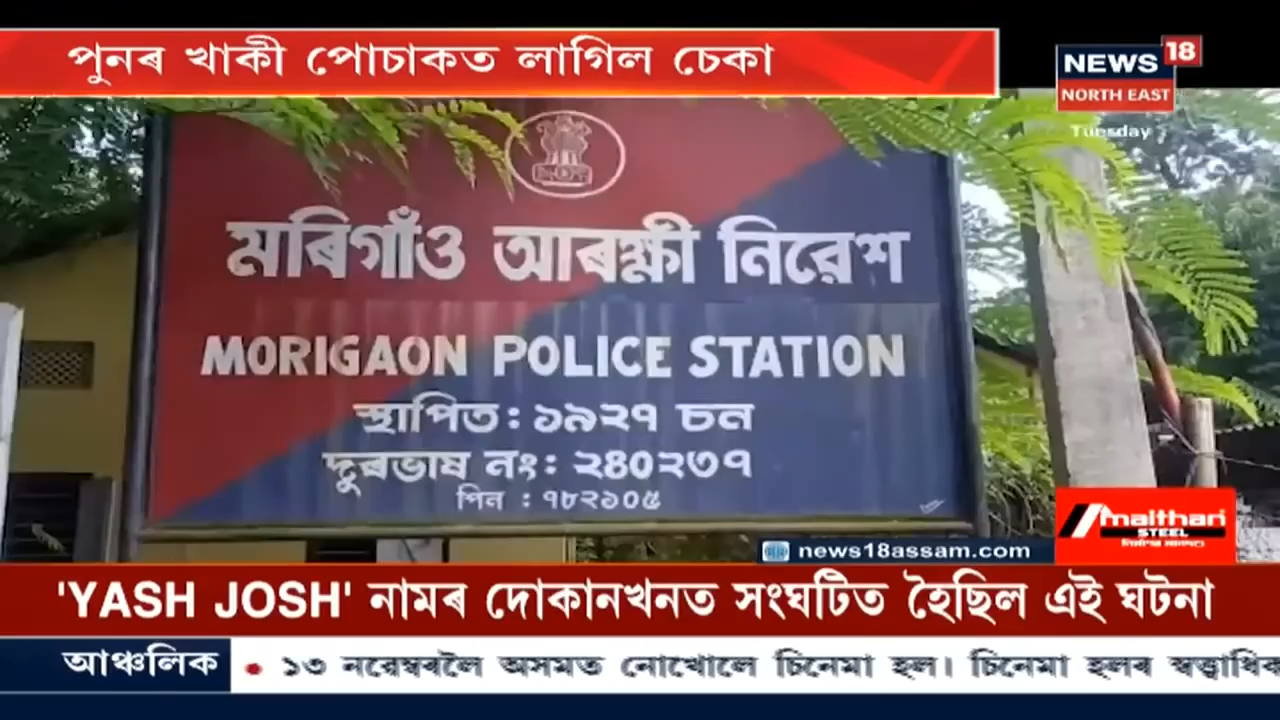 পুনৰ খাকী পোচাকত লাগিল চেকা
NEWS 18
NORTH EAST
Tuesday
মৰিগাঁও আৰক্ষী নিৱেশ
MORIGAON POLICE STATION
স্থাপিত : ১৯২৭ চন
দুৰভাষ নং: ২৪০২৩৭
পিন : ৭৮২১০৫
maithan
STEEL
news18assam.com
'YASH JOSH' নামৰ দোকানখনত সংঘটিত হৈছিল এই ঘটনা
আঞ্চলিক
• ১৩ নৱেম্বৰলৈ অসমত নোখোলে চিনেমা হল। চিনেমা হলৰ স্বত্ত্বাধিক